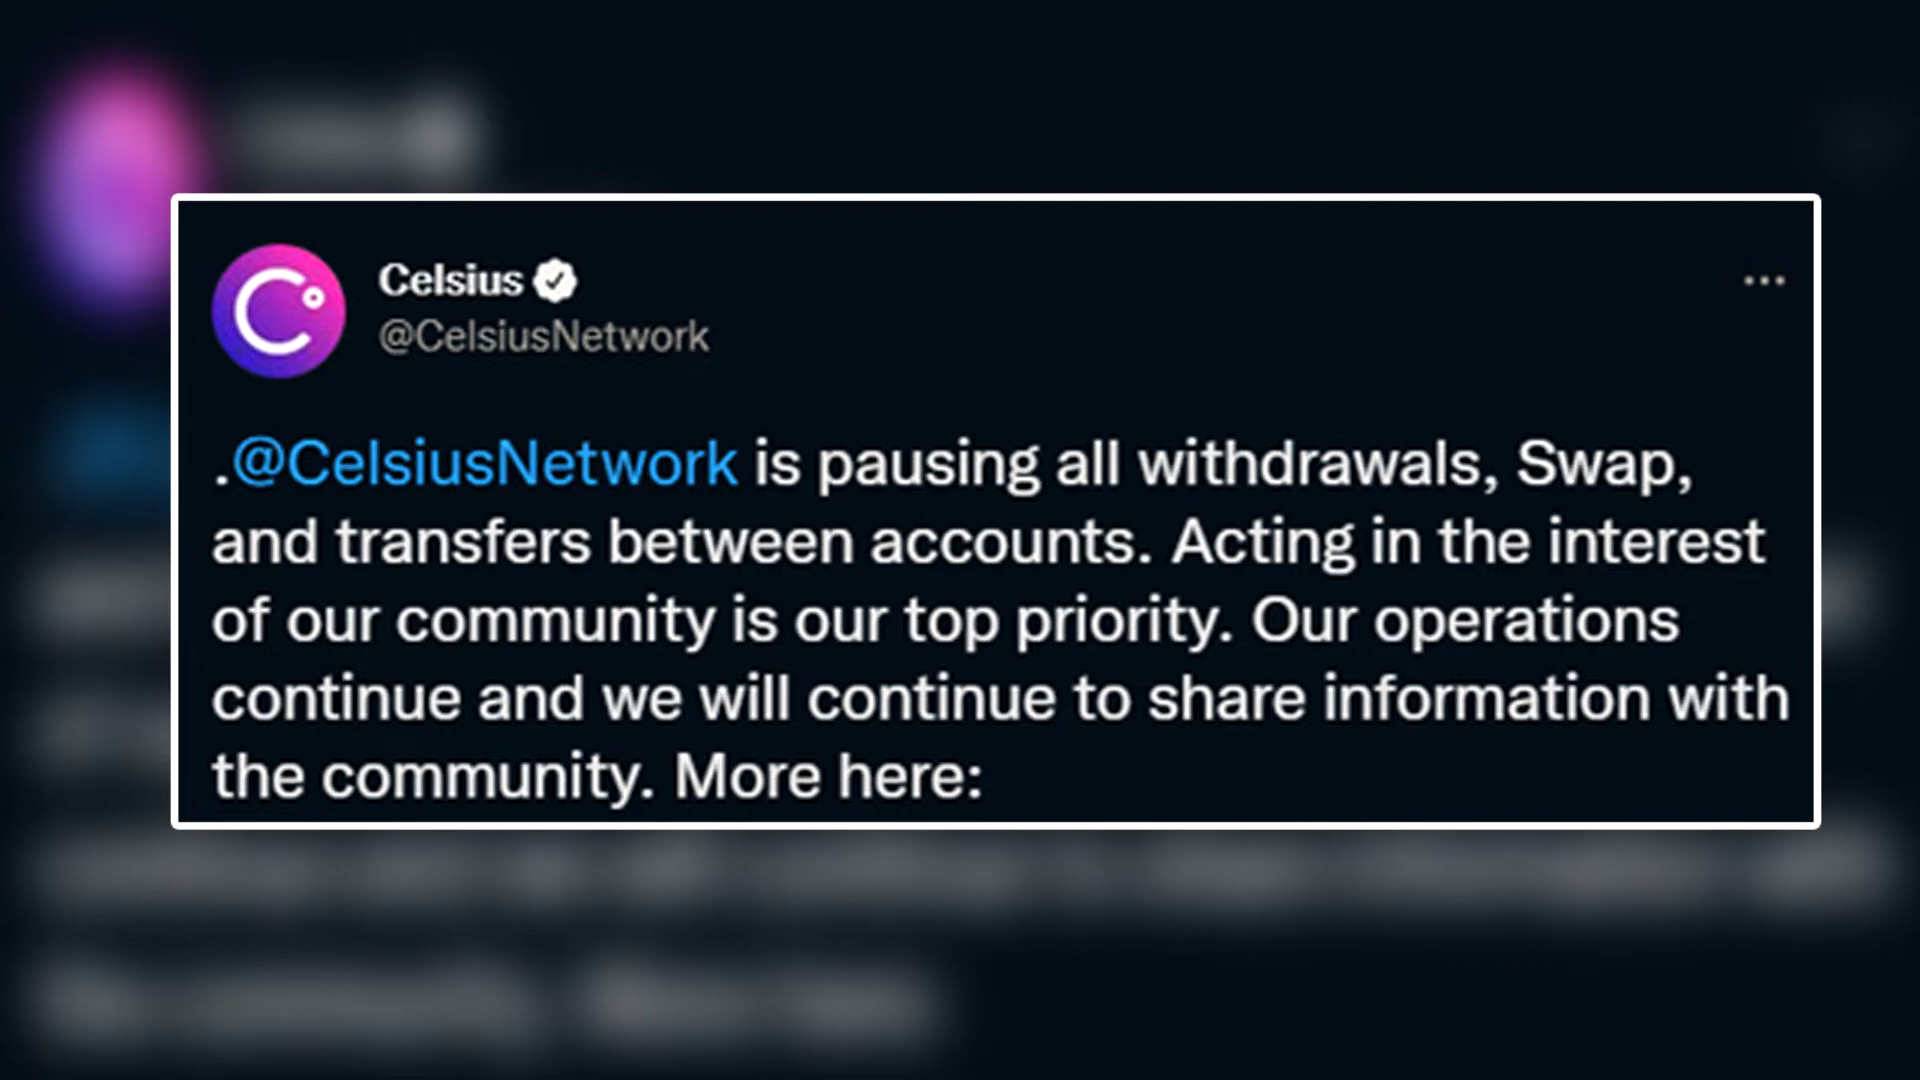 Celsius
@CelsiusNetwork
.@CelsiusNetwork is pausing all withdrawals, Swap,
and transfers between accounts. Acting in the interest
of our community is our top priority. Our operations
continue and we will continue to share information with
the community. More here: